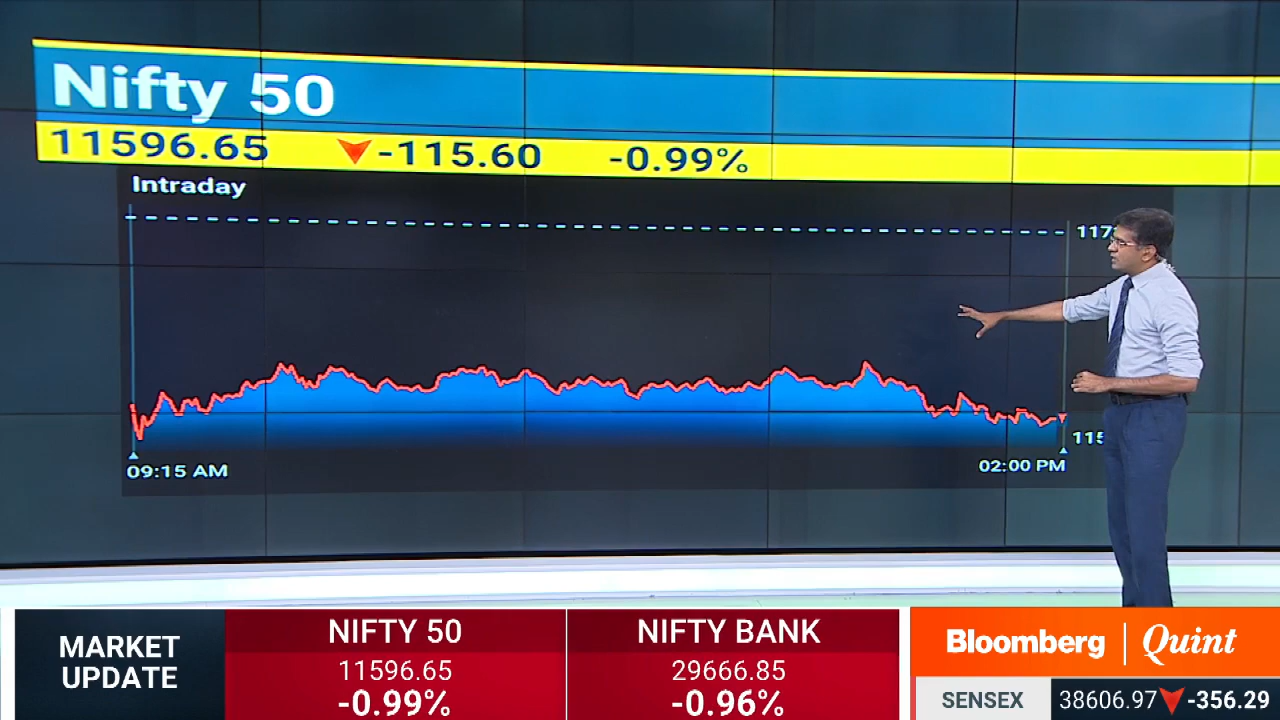 Nifty 50
11596.65 -115.60 -0.99%
Intraday
09:15 AM
02:00 PM
MARKET
UPDATE
NIFTY 50
11596.65
-0.99%
NIFTY BANK
29666.85
-0.96%
Bloomberg | Quint
SENSEX 38606.97 -356.29